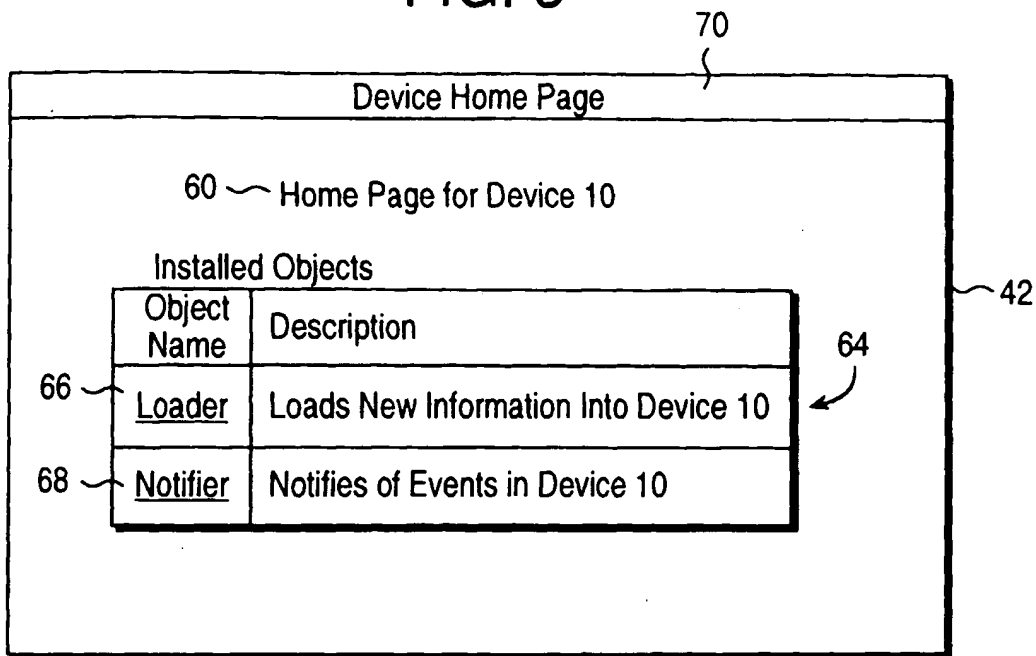 70
Device Home Page
60 Home Page for Device 10
42
Installed Objects
Object Name
Description
64
66
Loader
Loads New Information Into Device 10
68
Notifier
Notifies of Events in Device 10